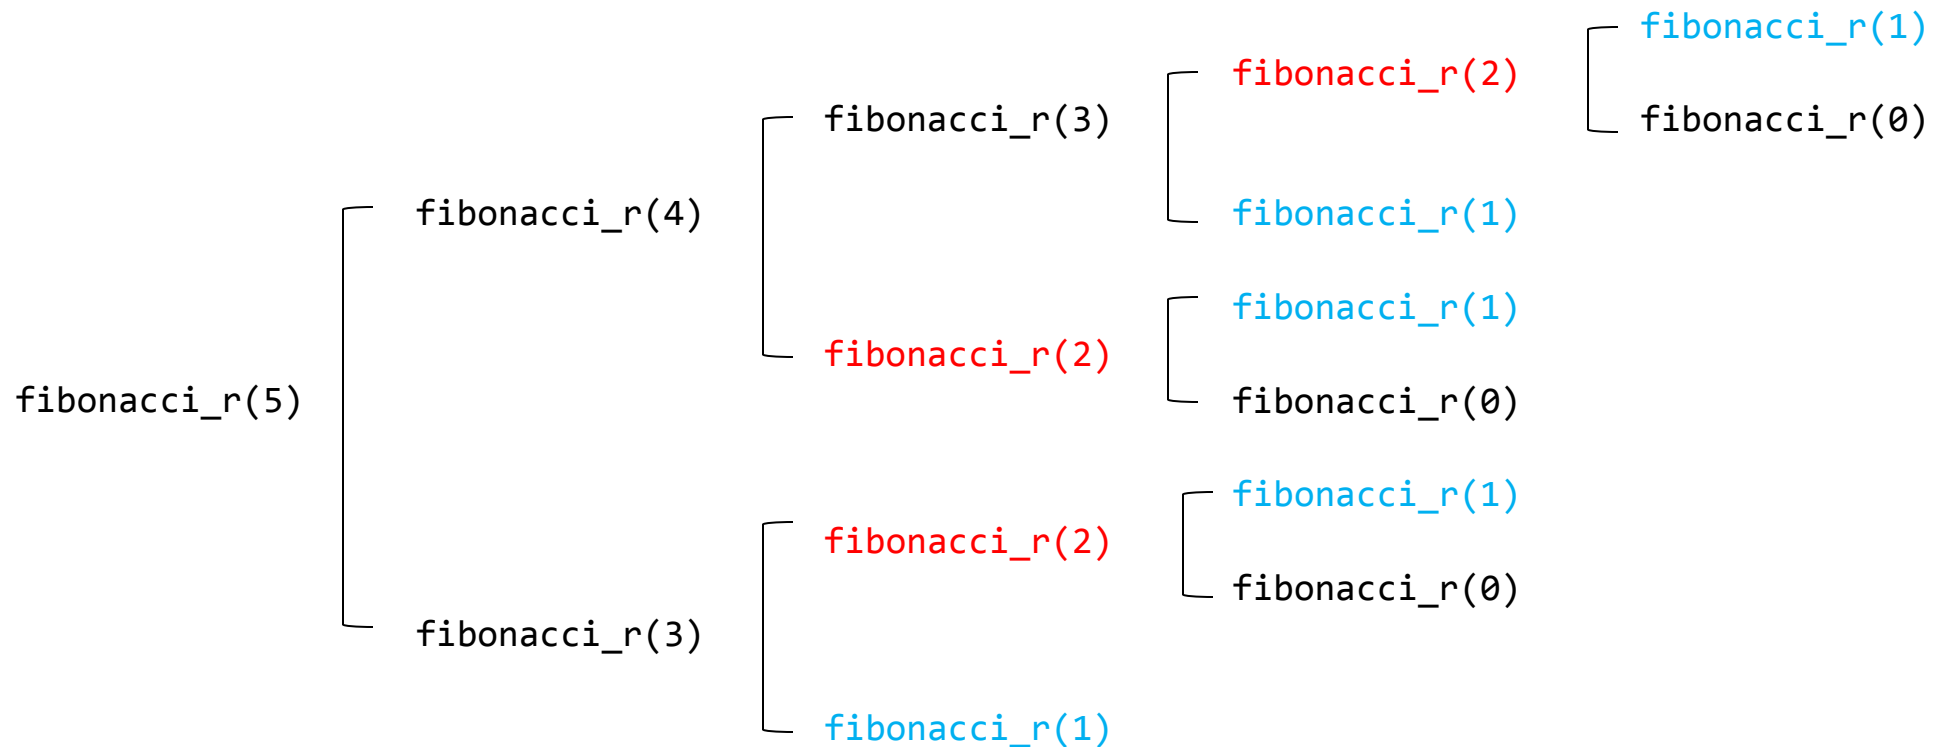 fibonacci_r(1)
fibonacci_r(2)
fibonacci_r(3) fibonacci_r(0)
fibonacci_r(4) fibonacci_r(1)
fibonacci_r(1)
fibonacci_r(2)
fibonacci_r(5) fibonacci_r(0)
fibonacci_r(1)
fibonacci_r(2)
fibonacci_r(0)
fibonacci_r(3)
fibonacci_r(1)